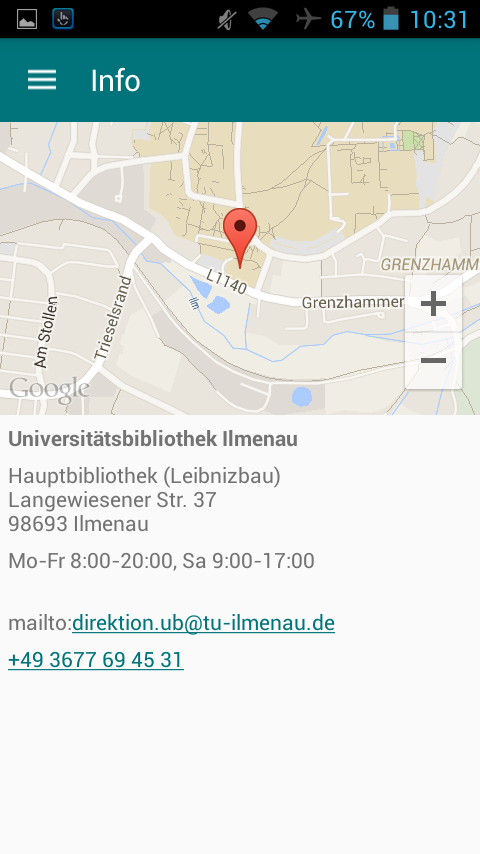 67% 10:31
Info
GRENZHAMM
L1140
Grenzhammer
Ilm
Trieselsrand
Am Stollen
+
−
Google
Universitätsbibliothek Ilmenau
Hauptbibliothek (Leibnizbau)
Langewiesener Str. 37
98693 Ilmenau
Mo-Fr 8:00-20:00, Sa 9:00-17:00
mailto:direktion.ub@tu-ilmenau.de
+49 3677 69 45 31